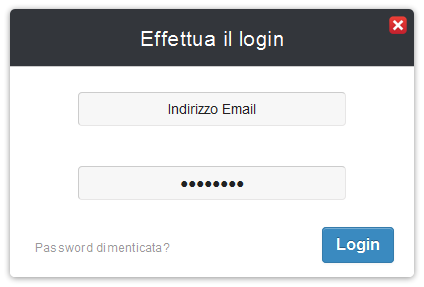 Effettua il login
Indirizzo Email
••••••••
Password dimenticata?
Login